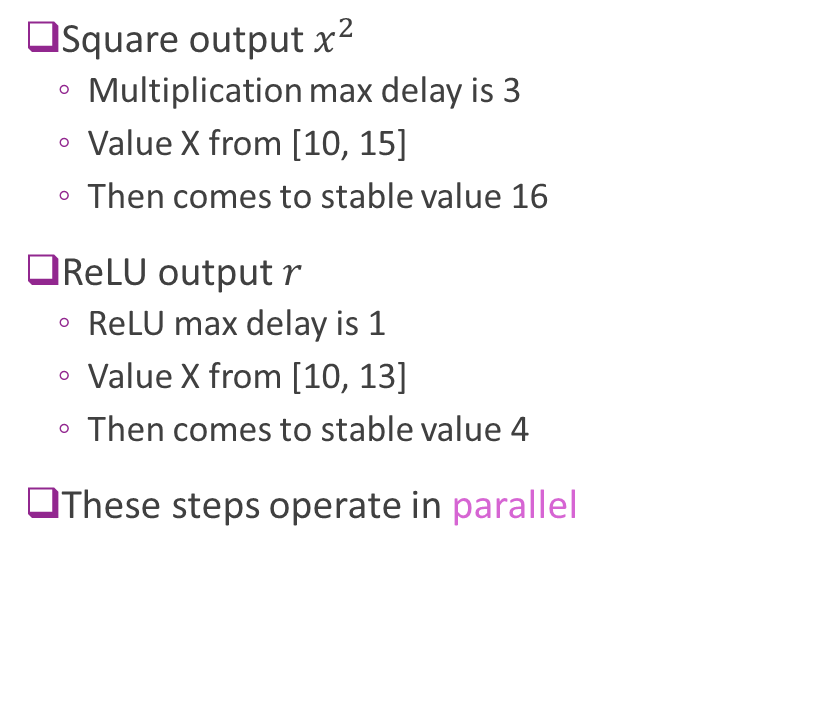 ❑Square output 𝑥²
◦ Multiplication max delay is 3
◦ Value X from [10, 15]
◦ Then comes to stable value 16
❑ReLU output 𝑟
◦ ReLU max delay is 1
◦ Value X from [10, 13]
◦ Then comes to stable value 4
❑These steps operate in parallel